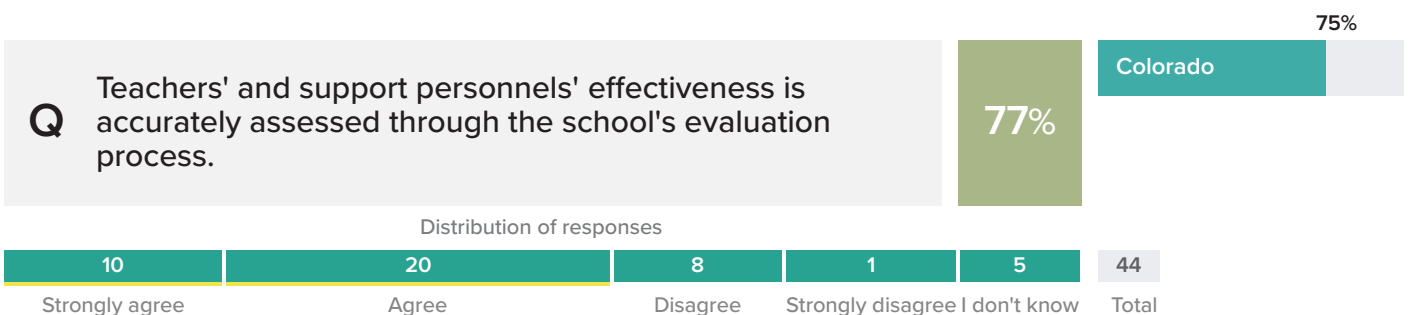 75%
Q
Teachers' and support personnels' effectiveness is
accurately assessed through the school's evaluation
process.
77%
Colorado
Distribution of responses
10 20 8 1 5 44
Strongly agree Agree Disagree Strongly disagree I don't know Total